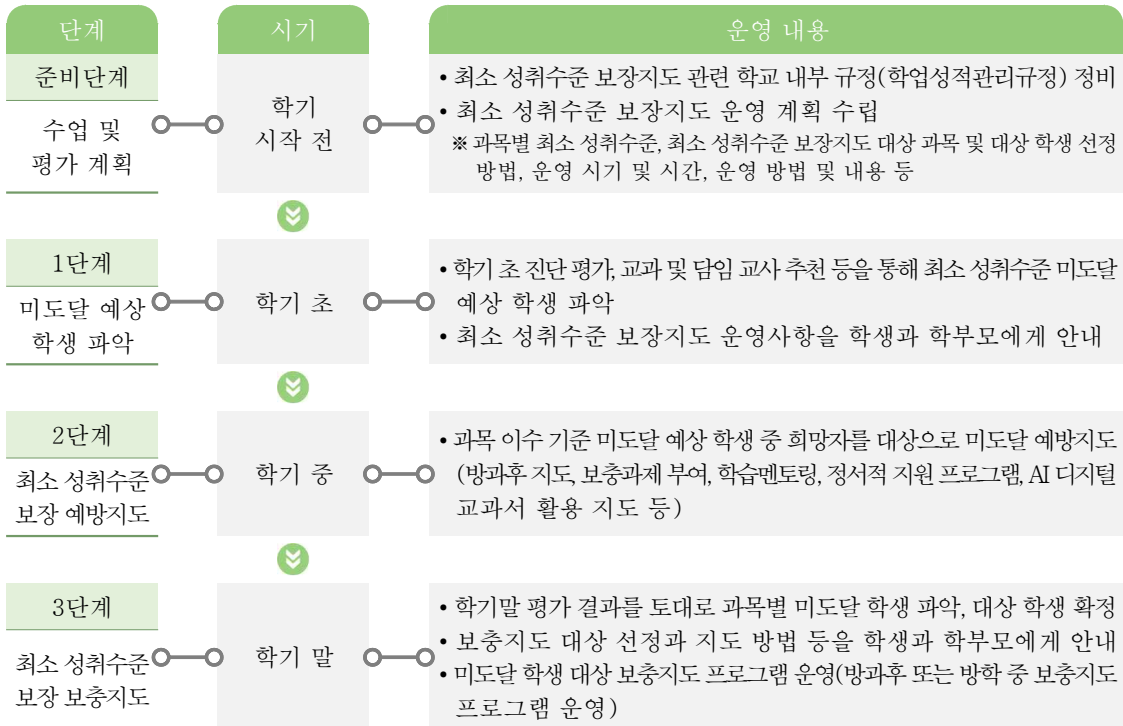 단계
시기
운영 내용
준비단계
수업 및
평가 계획
학기
시작 전
• 최소 성취수준 보장지도 관련 학교 내부 규정(학업성적관리규정) 정비
• 최소 성취수준 보장지도 운영 계획 수립
※ 과목별 최소 성취수준, 최소 성취수준 보장지도 대상 과목 및 대상 학생 선정
방법, 운영 시기 및 시간, 운영 방법 및 내용 등
1단계
미도달 예상
학생 파악
학기 초
• 학기 초 진단 평가, 교과 및 담임 교사 추천 등을 통해 최소 성취수준 미도달
예상 학생 파악
• 최소 성취수준 보장지도 운영사항을 학생과 학부모에게 안내
2단계
최소 성취수준
보장 예방지도
학기 중
• 과목 이수 기준 미도달 예상 학생 중 희망자를 대상으로 미도달 예방지도
(방과후 지도, 보충과제 부여, 학습멘토링, 정서적 지원 프로그램, AI 디지털
교과서 활용 지도 등)
3단계
최소 성취수준
보장 보충지도
학기 말
• 학기말 평가 결과를 토대로 과목별 미도달 학생 파악, 대상 학생 확정
• 보충지도 대상 선정과 지도 방법 등을 학생과 학부모에게 안내
• 미도달 학생 대상 보충지도 프로그램 운영(방과후 또는 방학 중 보충지도
프로그램 운영)